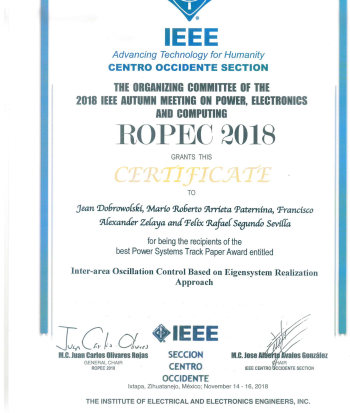 IEEE
Advancing Technology for Humanity
CENTRO OCCIDENTE SECTION
THE ORGANIZING COMMITTEE OF THE
2018 IEEE AUTUMN MEETING ON POWER, ELECTRONICS
AND COMPUTING
ROPEC 2018
GRANTS THIS
CERTIFICATE
TO
Jean Dobrowolski, Mario Roberto Arrieta Paternina, Francisco
Alexander Zelaya and Felix Rafael Segundo Sevilla
for being the recipients of the
best Power Systems Track Paper Award entitled
Inter-area Oscillation Control Based on Eigensystem Realization
Approach
Juan Carlos Olivares
M.C. Juan Carlos Olivares Rojas
GENERAL CHAIR
ROPEC 2018
IEEE
SECCION
CENTRO
OCCIDENTE
M.C. Jose Alberto Avalos González
CHAIR
IEEE CENTRO OCCIDENTE SECTION
Ixtapa, Zihuatanejo, México; November 14 - 16, 2018
THE INSTITUTE OF ELECTRICAL AND ELECTRONICS ENGINEERS, INC.